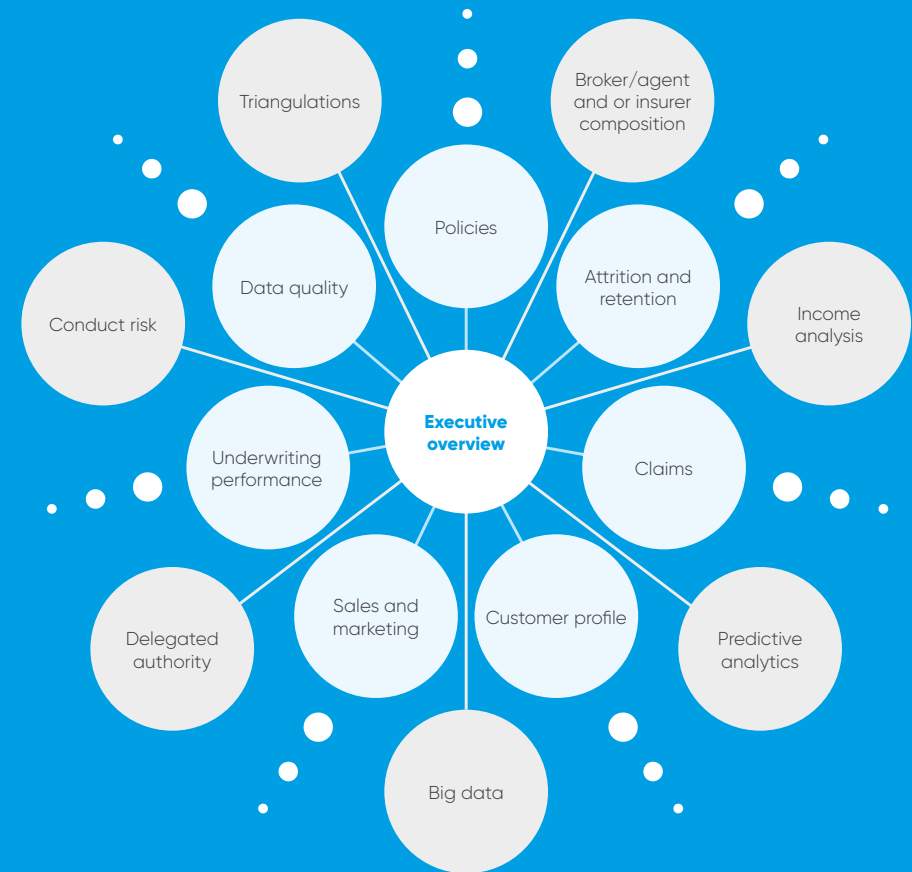 Triangulations
Broker/agent
and or insurer
composition
Policies
Data quality
Attrition and
retention
Conduct risk
Income
analysis
Executive
overview
Underwriting
performance
Claims
Sales and
marketing
Customer profile
Delegated
authority
Predictive
analytics
Big data